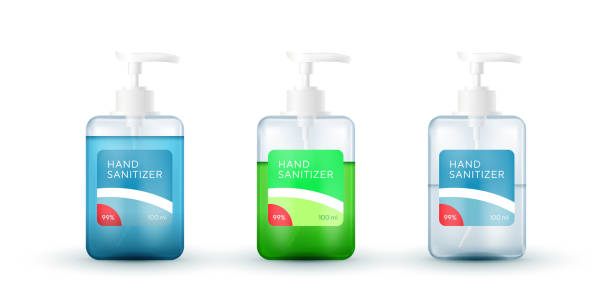 HAND
SANITIZER
99%
100 ml
HAND
SANITIZER
99%
100 ml
HAND
SANITIZER
99%
100 ml